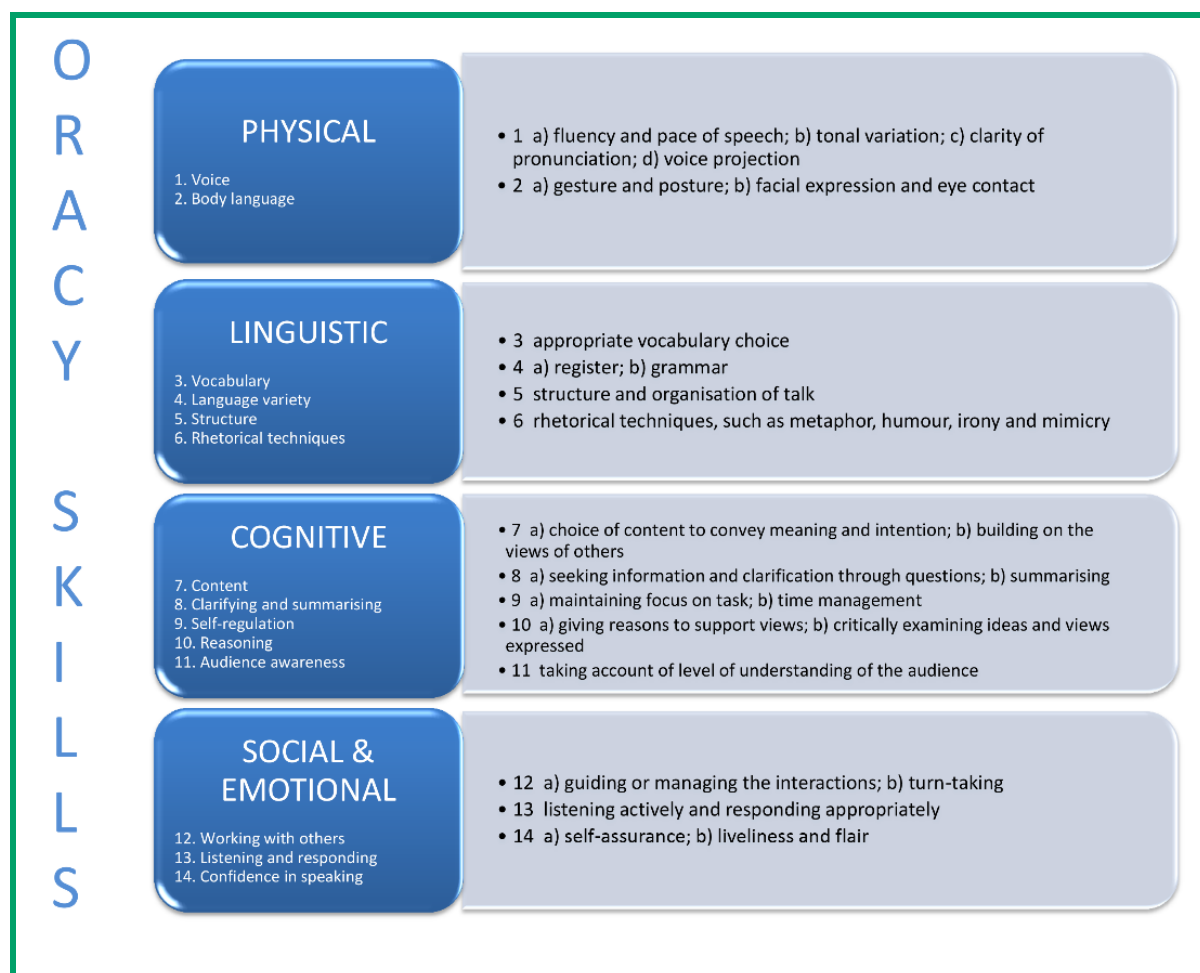 ORACY SKILLS
PHYSICAL
1. Voice
2. Body language
• 1 a) fluency and pace of speech; b) tonal variation; c) clarity of
pronunciation; d) voice projection
• 2 a) gesture and posture; b) facial expression and eye contact
LINGUISTIC
3. Vocabulary
4. Language variety
5. Structure
6. Rhetorical techniques
• 3 appropriate vocabulary choice
• 4 a) register; b) grammar
• 5 structure and organisation of talk
• 6 rhetorical techniques, such as metaphor, humour, irony and mimicry
COGNITIVE
7. Content
8. Clarifying and summarising
9. Self-regulation
10. Reasoning
11. Audience awareness
• 7 a) choice of content to convey meaning and intention; b) building on the
views of others
• 8 a) seeking information and clarification through questions; b) summarising
• 9 a) maintaining focus on task; b) time management
• 10 a) giving reasons to support views; b) critically examining ideas and views
expressed
• 11 taking account of level of understanding of the audience
SOCIAL &
EMOTIONAL
12. Working with others
13. Listening and responding
14. Confidence in speaking
• 12 a) guiding or managing the interactions; b) turn-taking
• 13 listening actively and responding appropriately
• 14 a) self-assurance; b) liveliness and flair